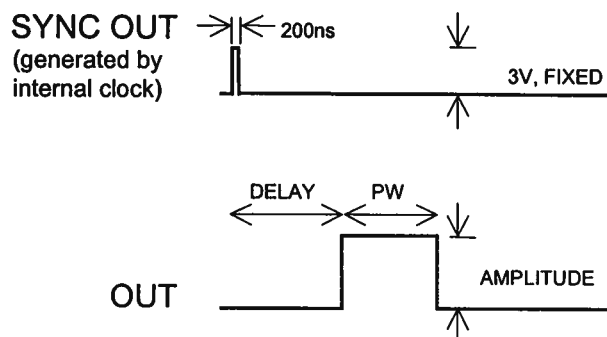 SYNC OUT
(generated by
internal clock)
200ns
3V, FIXED
DELAY
PW
OUT
AMPLITUDE